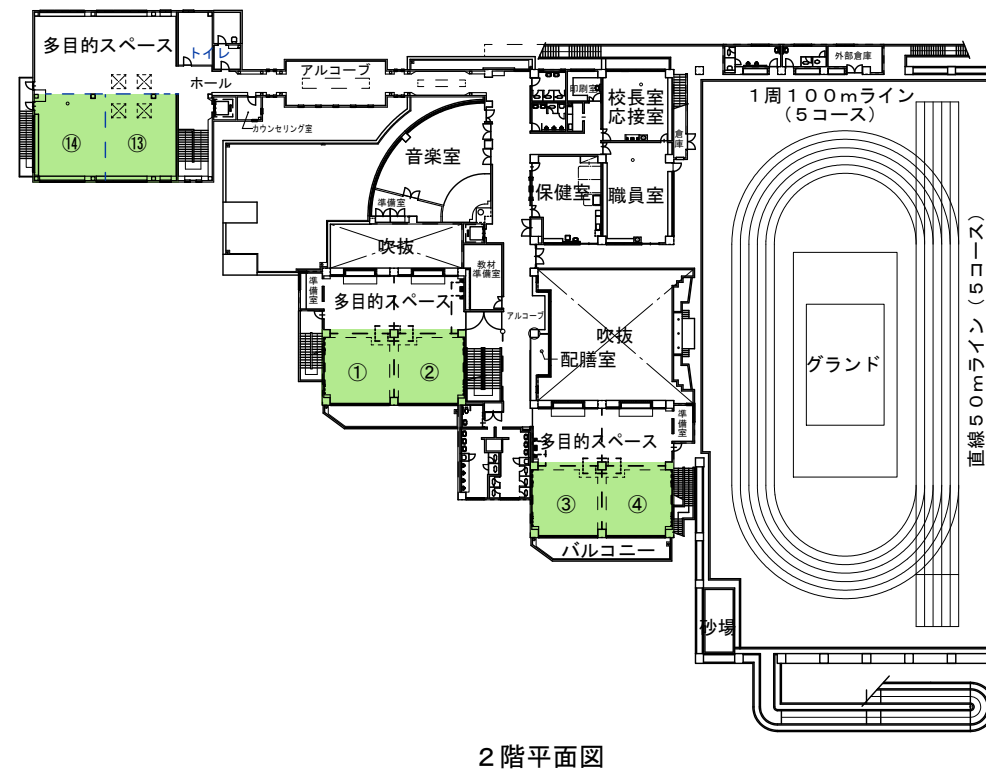 多目的スペース
トイレ
ホール
アルコーブ
カウンセリング室
⑭
⑬
音楽室
準備室
吹抜
印刷室
校長室
応接室
倉庫
保健室
職員室
外部倉庫
1周100mライン
(5コース)
直線50mライン(5コース)
グランド
砂場
準備室
多目的スペース
教材
準備室
アルコーブ
①
②
吹抜
配膳室
準備室
多目的スペース
③
④
バルコニー
2階平面図